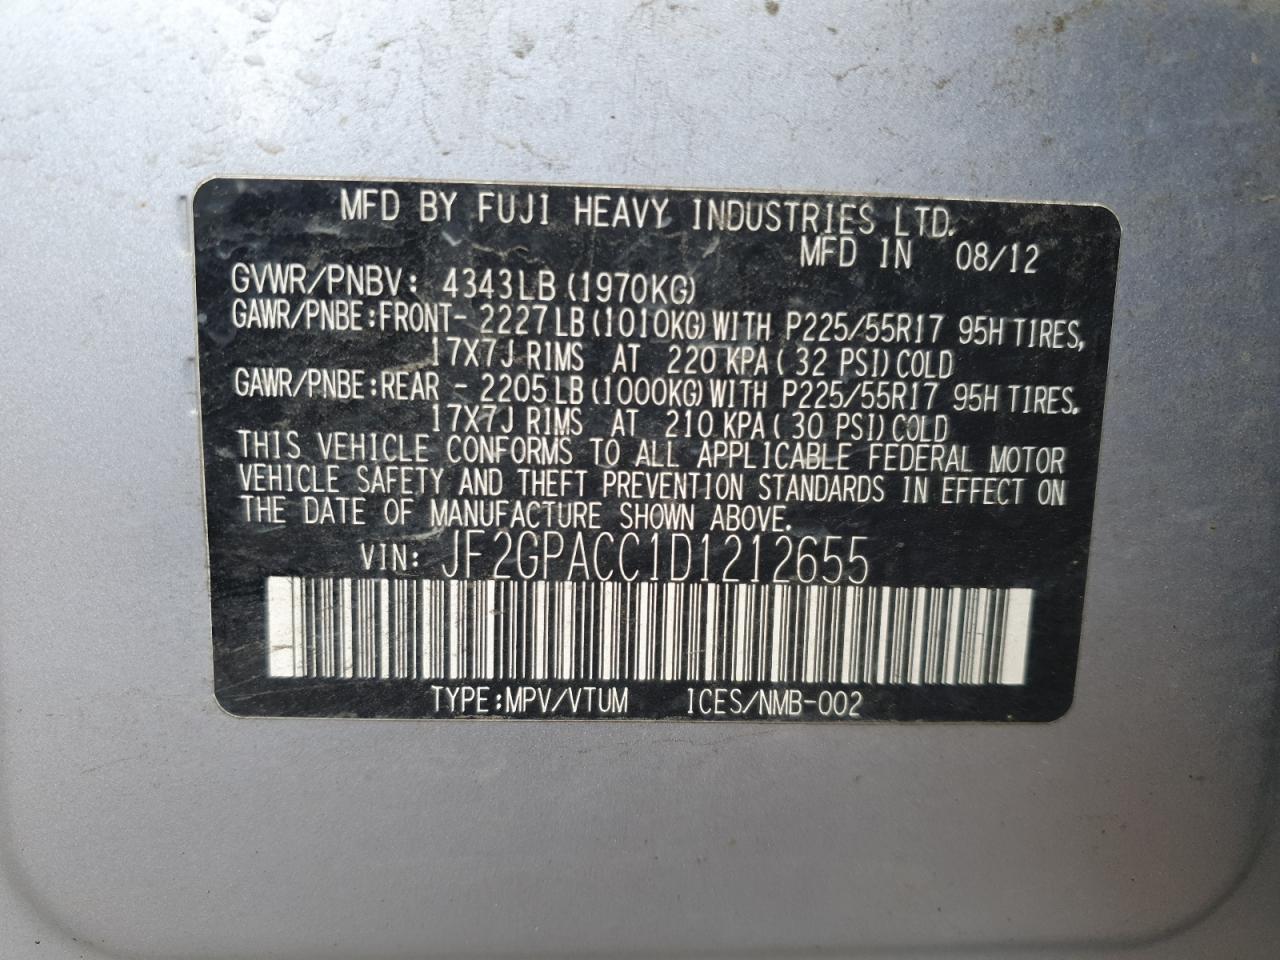 MFD BY FUJI HEAVY INDUSTRIES LTD.
MFD IN 08/12
GVWR/PNBV: 4343LB (1970KG)
GAWR/PNBE:FRONT- 2227LB (1010KG) WITH P225/55R17 95H TIRES,
17X7J RIMS AT 220 KPA (32 PSI) COLD
GAWR/PNBE:REAR - 2205LB (1000KG) WITH P225/55R17 95H TIRES.
17X7J RIMS AT 210 KPA (30 PSI) COLD
THIS VEHICLE CONFORMS TO ALL APPLICABLE FEDERAL MOTOR
VEHICLE SAFETY AND THEFT PREVENTION STANDARDS IN EFFECT ON
THE DATE OF MANUFACTURE SHOWN ABOVE.
VIN: JF2GPACC1D1212655
TYPE:MPV/VTUM ICES/NMB-002